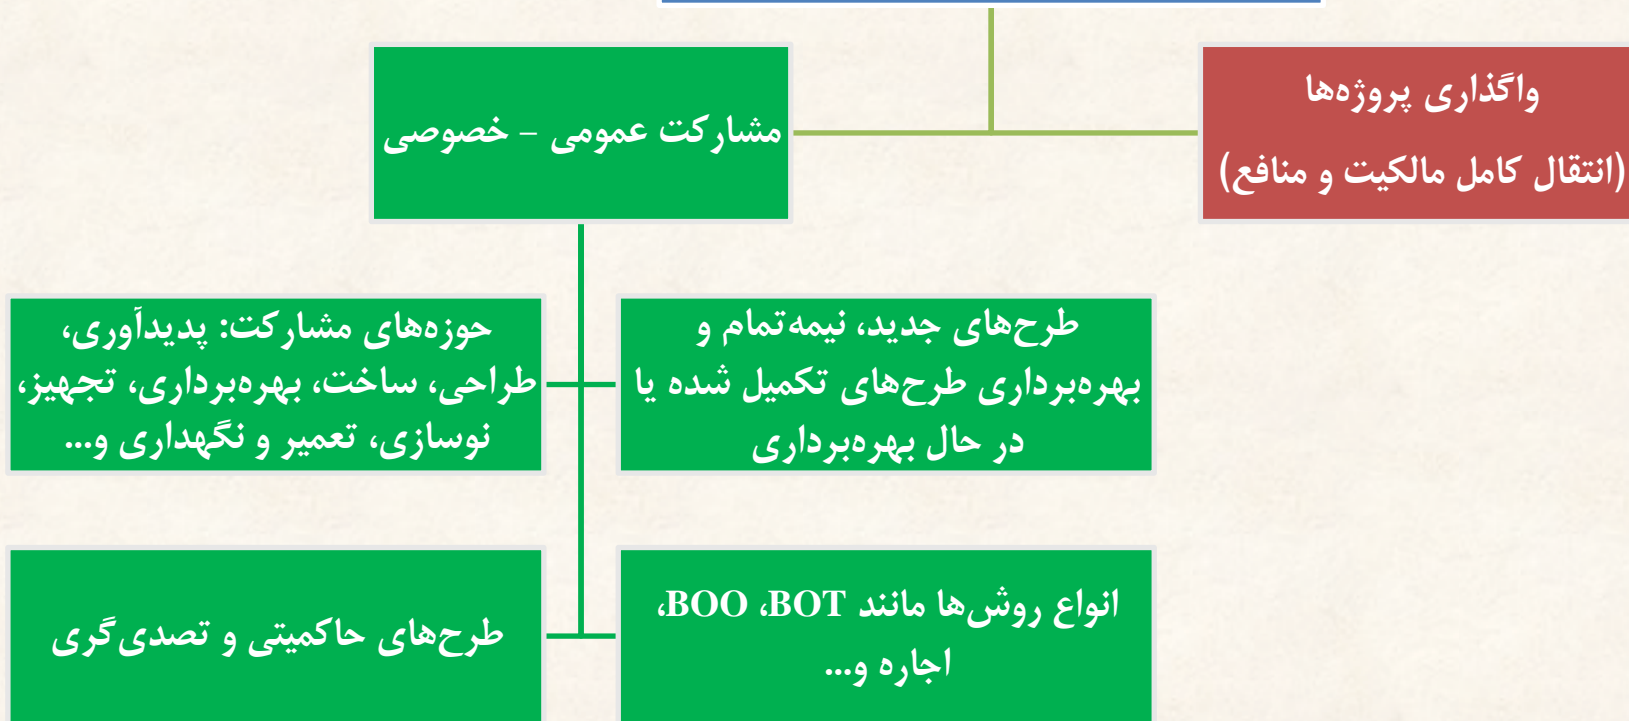 واگذاری پروژه‌ها
(انتقال کامل مالکیت و منافع)
مشارکت عمومی – خصوصی
طرح‌های جدید، نیمه‌تمام و
بهره‌برداری طرح‌های تکمیل شده یا
در حال بهره‌برداری
حوزه‌های مشارکت: پدیدآوری،
طراحی، ساخت، بهره‌برداری، تجهیز،
نوسازی، تعمیر و نگهداری و...
انواع روش‌ها مانند BOO ،BOT،
اجاره و...
طرح‌های حاکمیتی و تصدی‌گری